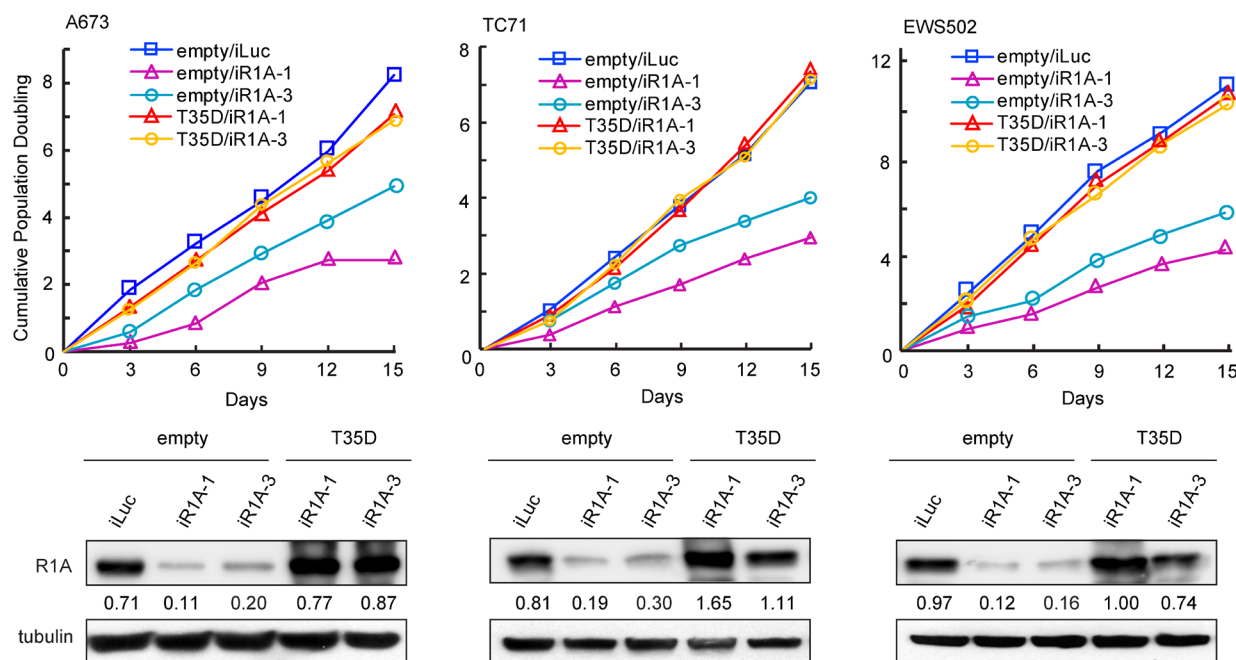 A673
Cumulative Population Doubling
8
6
4
2
0
empty/iLuc
empty/iR1A-1
empty/iR1A-3
T35D/iR1A-1
T35D/iR1A-3
0 3 6 9 12 15
Days
TC71
8
6
4
2
0
empty/iLuc
empty/iR1A-1
empty/iR1A-3
T35D/iR1A-1
T35D/iR1A-3
0 3 6 9 12 15
Days
EWS502
12
8
4
0
empty/iLuc
empty/iR1A-1
empty/iR1A-3
T35D/iR1A-1
T35D/iR1A-3
0 3 6 9 12 15
Days
empty T35D
iLuc iR1A-1 iR1A-3 iR1A-1 iR1A-3
R1A
0.71 0.11 0.20 0.77 0.87
tubulin
empty T35D
iLuc iR1A-1 iR1A-3 iR1A-1 iR1A-3
0.81 0.19 0.30 1.65 1.11
empty T35D
iLuc iR1A-1 iR1A-3 iR1A-1 iR1A-3
0.97 0.12 0.16 1.00 0.74